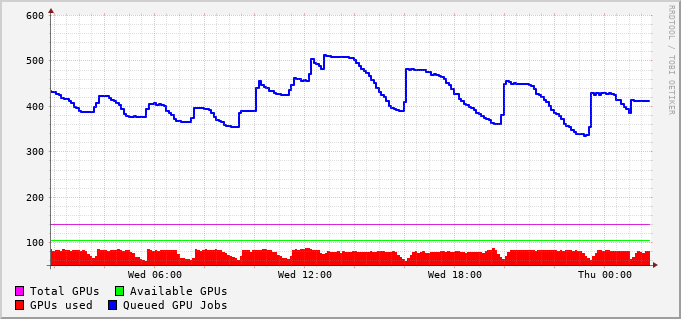 RRDTOOL / TOBI OETIKER
600
500
400
300
200
100
Wed 06:00 Wed 12:00 Wed 18:00 Thu 00:00
Total GPUs Available GPUs
GPUs used Queued GPU Jobs